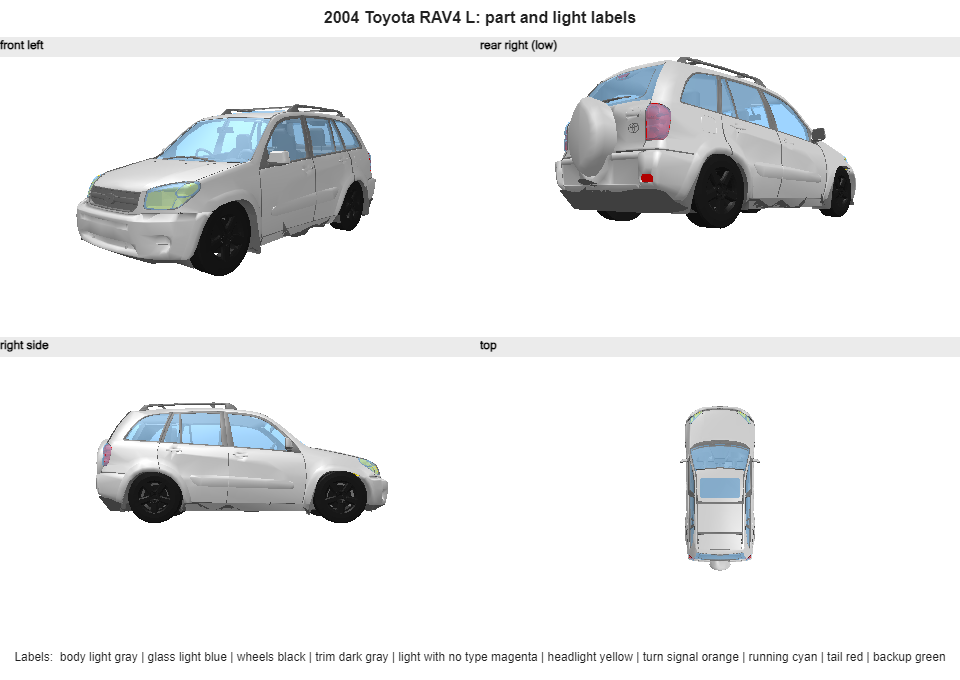 2004 Toyota RAV4 L: part and light labels
front left
rear right (low)
right side
top
Labels: body light gray | glass light blue | wheels black | trim dark gray | light with no type magenta | headlight yellow | turn signal orange | running cyan | tail red | backup green